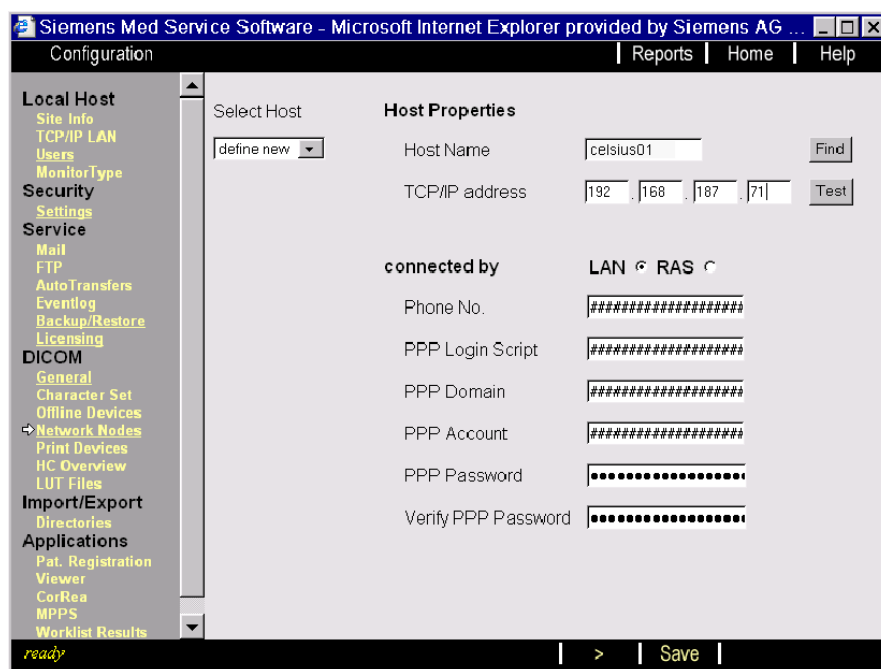 Siemens Med Service Software - Microsoft Internet Explorer provided by Siemens AG ...
Configuration
Reports
Home
Help
Local Host
Site Info
TCP/IP LAN
Users
MonitorType
Security
Settings
Service
Mail
FTP
AutoTransfers
Eventlog
Backup/Restore
Licensing
DICOM
General
Character Set
Offline Devices
Network Nodes
Print Devices
HC Overview
LUT Files
Import/Export
Directories
Applications
Pat. Registration
Viewer
CorRea
MPPS
Worklist Results
Select Host
define new
Host Properties
Host Name
celsius01
Find
TCP/IP address
192 . 168 . 187 . 71
Test
connected by
LAN
RAS
Phone No.
###################
PPP Login Script
###################
PPP Domain
###################
PPP Account
###################
PPP Password
●●●●●●●●●●●●●●●●●●
Verify PPP Password
●●●●●●●●●●●●●●●●●●
ready
>
Save